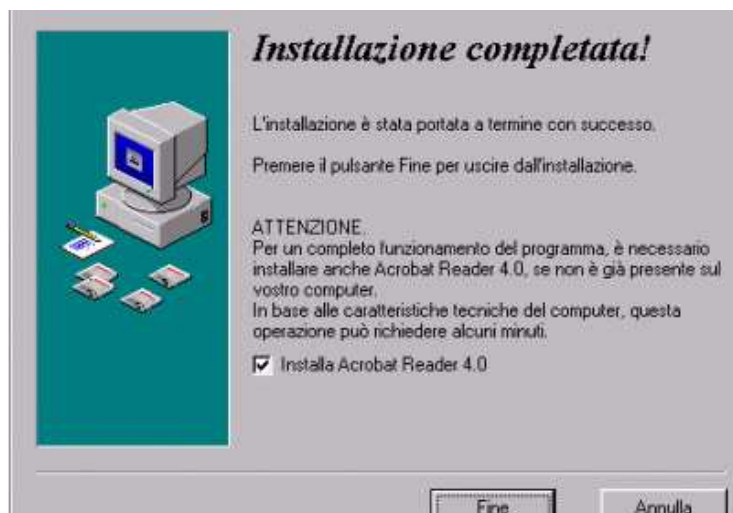 Installazione completata!
L'installazione è stata portata a termine con successo.
Premere il pulsante Fine per uscire dall'installazione.
ATTENZIONE.
Per un completo funzionamento del programma, è necessario
installare anche Acrobat Reader 4.0, se non è già presente sul
vostro computer.
In base alle caratteristiche tecniche del computer, questa
operazione può richiedere alcuni minuti.
Installa Acrobat Reader 4.0
Fine Annulla